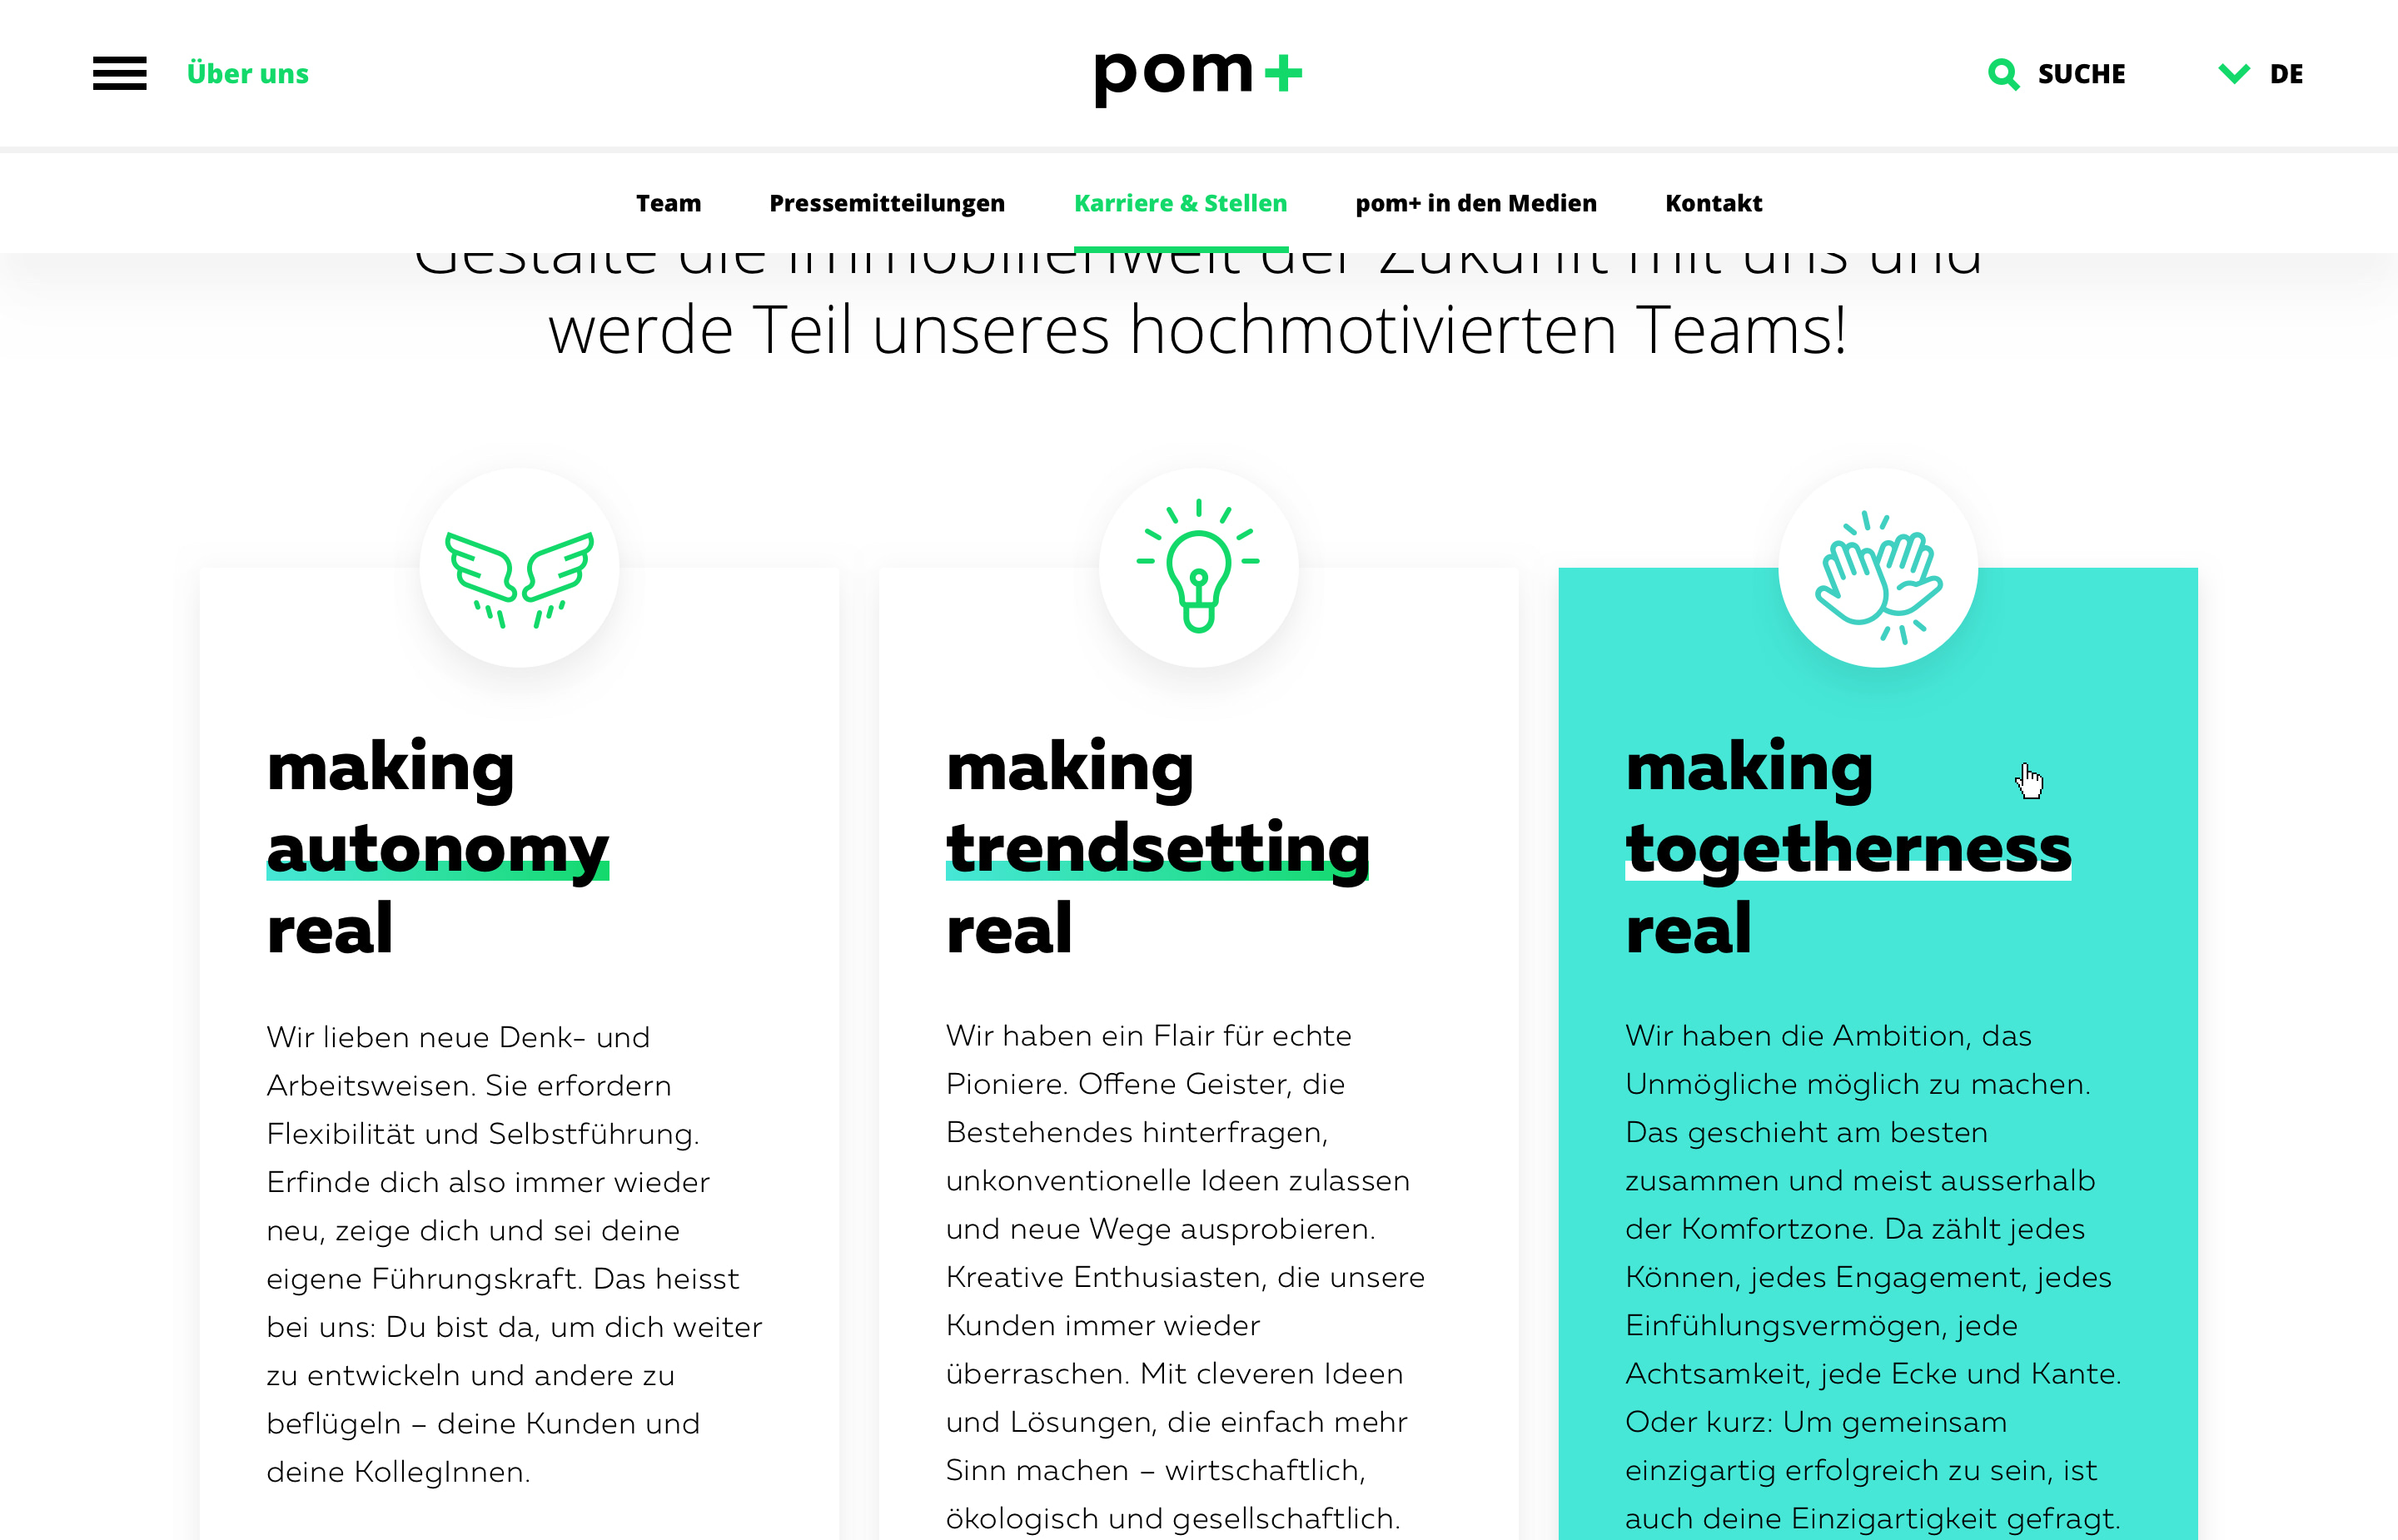 Über uns
pom+
SUCHE
DE
Team
Pressemitteilungen
Karriere & Stellen
pom+ in den Medien
Kontakt
Gestalte die Immobilienwelt der Zukunft mit uns und
werde Teil unseres hochmotivierten Teams!
making
autonomy
real
Wir lieben neue Denk- und
Arbeitsweisen. Sie erfordern
Flexibilität und Selbstführung.
Erfinde dich also immer wieder
neu, zeige dich und sei deine
eigene Führungskraft. Das heisst
bei uns: Du bist da, um dich weiter
zu entwickeln und andere zu
beflügeln – deine Kunden und
deine KollegInnen.
making
trendsetting
real
Wir haben ein Flair für echte
Pioniere. Offene Geister, die
Bestehendes hinterfragen,
unkonventionelle Ideen zulassen
und neue Wege ausprobieren.
Kreative Enthusiasten, die unsere
Kunden immer wieder
überraschen. Mit cleveren Ideen
und Lösungen, die einfach mehr
Sinn machen – wirtschaftlich,
ökologisch und gesellschaftlich.
making
togetherness
real
Wir haben die Ambition, das
Unmögliche möglich zu machen.
Das geschieht am besten
zusammen und meist ausserhalb
der Komfortzone. Da zählt jedes
Können, jedes Engagement, jedes
Einfühlungsvermögen, jede
Achtsamkeit, jede Ecke und Kante.
Oder kurz: Um gemeinsam
einzigartig erfolgreich zu sein, ist
auch deine Einzigartigkeit gefragt.